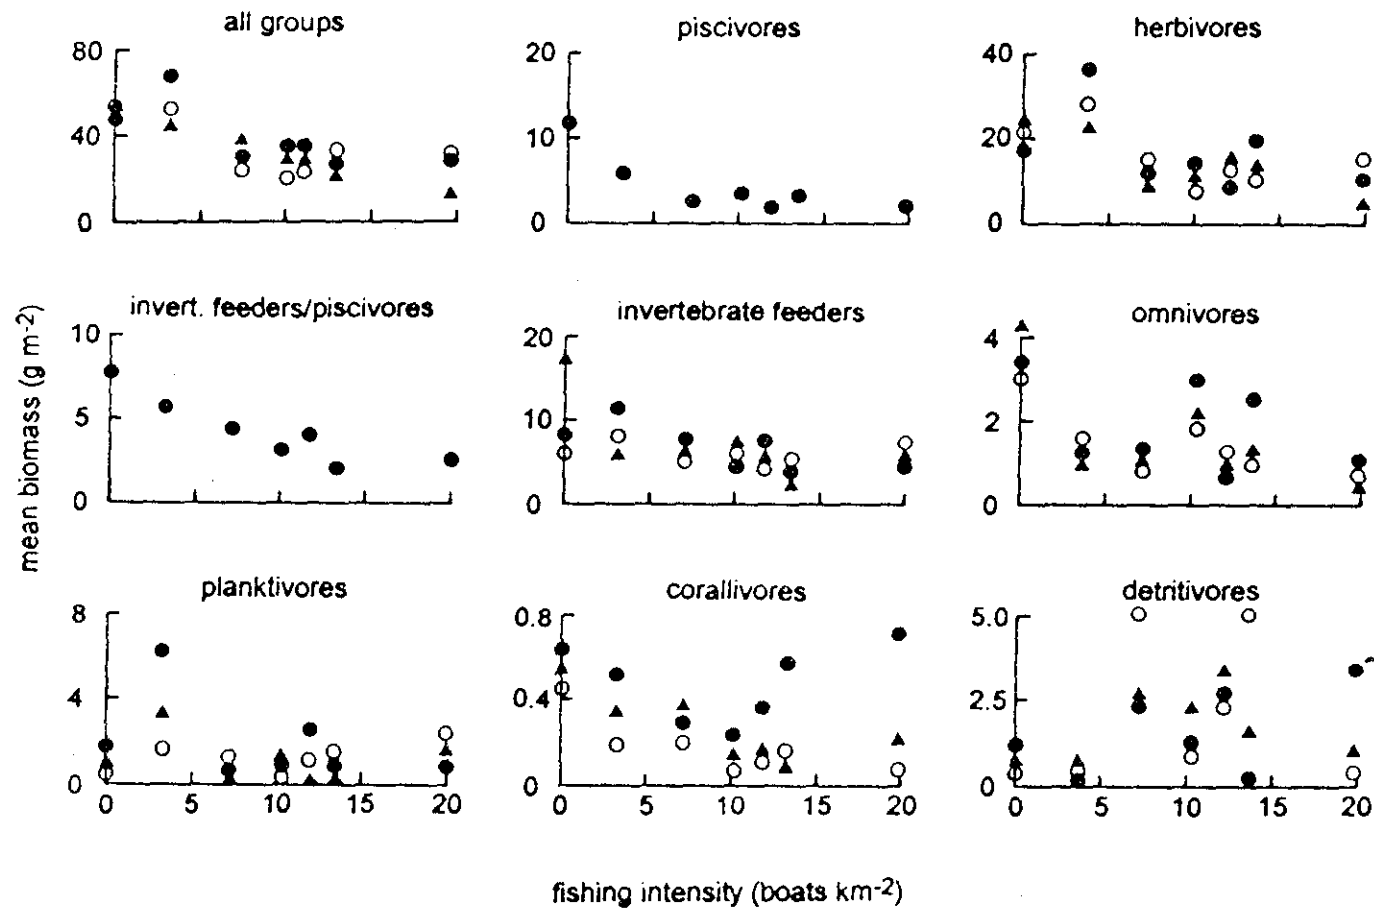 all groups
80
40
0
piscivores
20
10
0
herbivores
40
20
0
invert. feeders/piscivores
10
5
0
invertebrate feeders
20
10
0
omnivores
4
2
0
mean biomass (g m-2)
planktivores
8
4
0
0 5 10 15 20
corallivores
0.8
0.4
0
0 5 10 15 20
detritivores
5.0
2.5
0
0 5 10 15 20
fishing intensity (boats km-2)